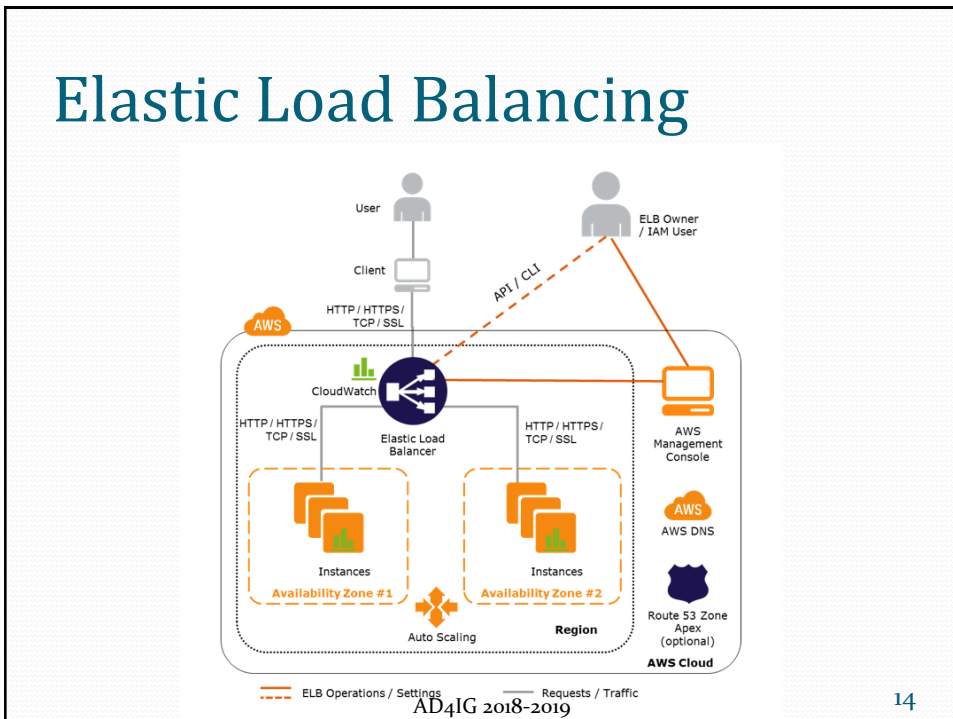 Elastic Load Balancing
User
ELB Owner
/ IAM User
Client
API / CLI
HTTP / HTTPS /
TCP / SSL
AWS
CloudWatch
HTTP / HTTPS /
TCP / SSL
Elastic Load
Balancer
HTTP / HTTPS /
TCP / SSL
AWS
Management
Console
AWS
AWS DNS
Instances
Availability Zone #1
Instances
Availability Zone #2
Auto Scaling
Region
Route 53 Zone
Apex
(optional)
AWS Cloud
ELB Operations / Settings
Requests / Traffic
AD4IG 2018-2019
14